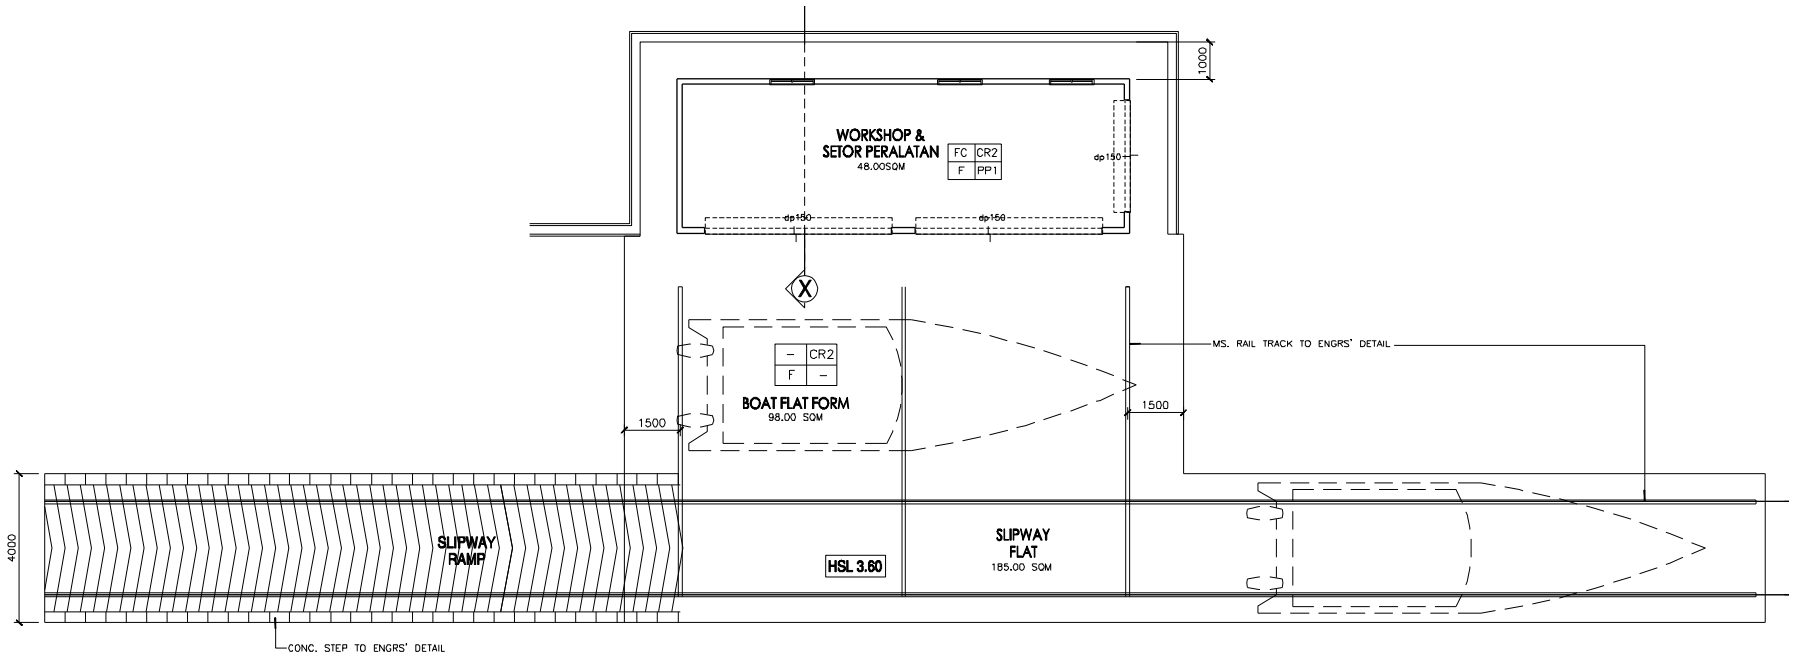 1000
WORKSHOP &
SETOR PERALATAN
48.00SQM
FC CR2
F PP1
dp150
dp150
dp150
X
- CR2
F -
BOAT FLAT FORM
98.00 SQM
MS. RAIL TRACK TO ENGRS' DETAIL
1500
1500
4000
SLIPWAY
RAMP
HSL 3.60
SLIPWAY
FLAT
185.00 SQM
CONC. STEP TO ENGRS' DETAIL